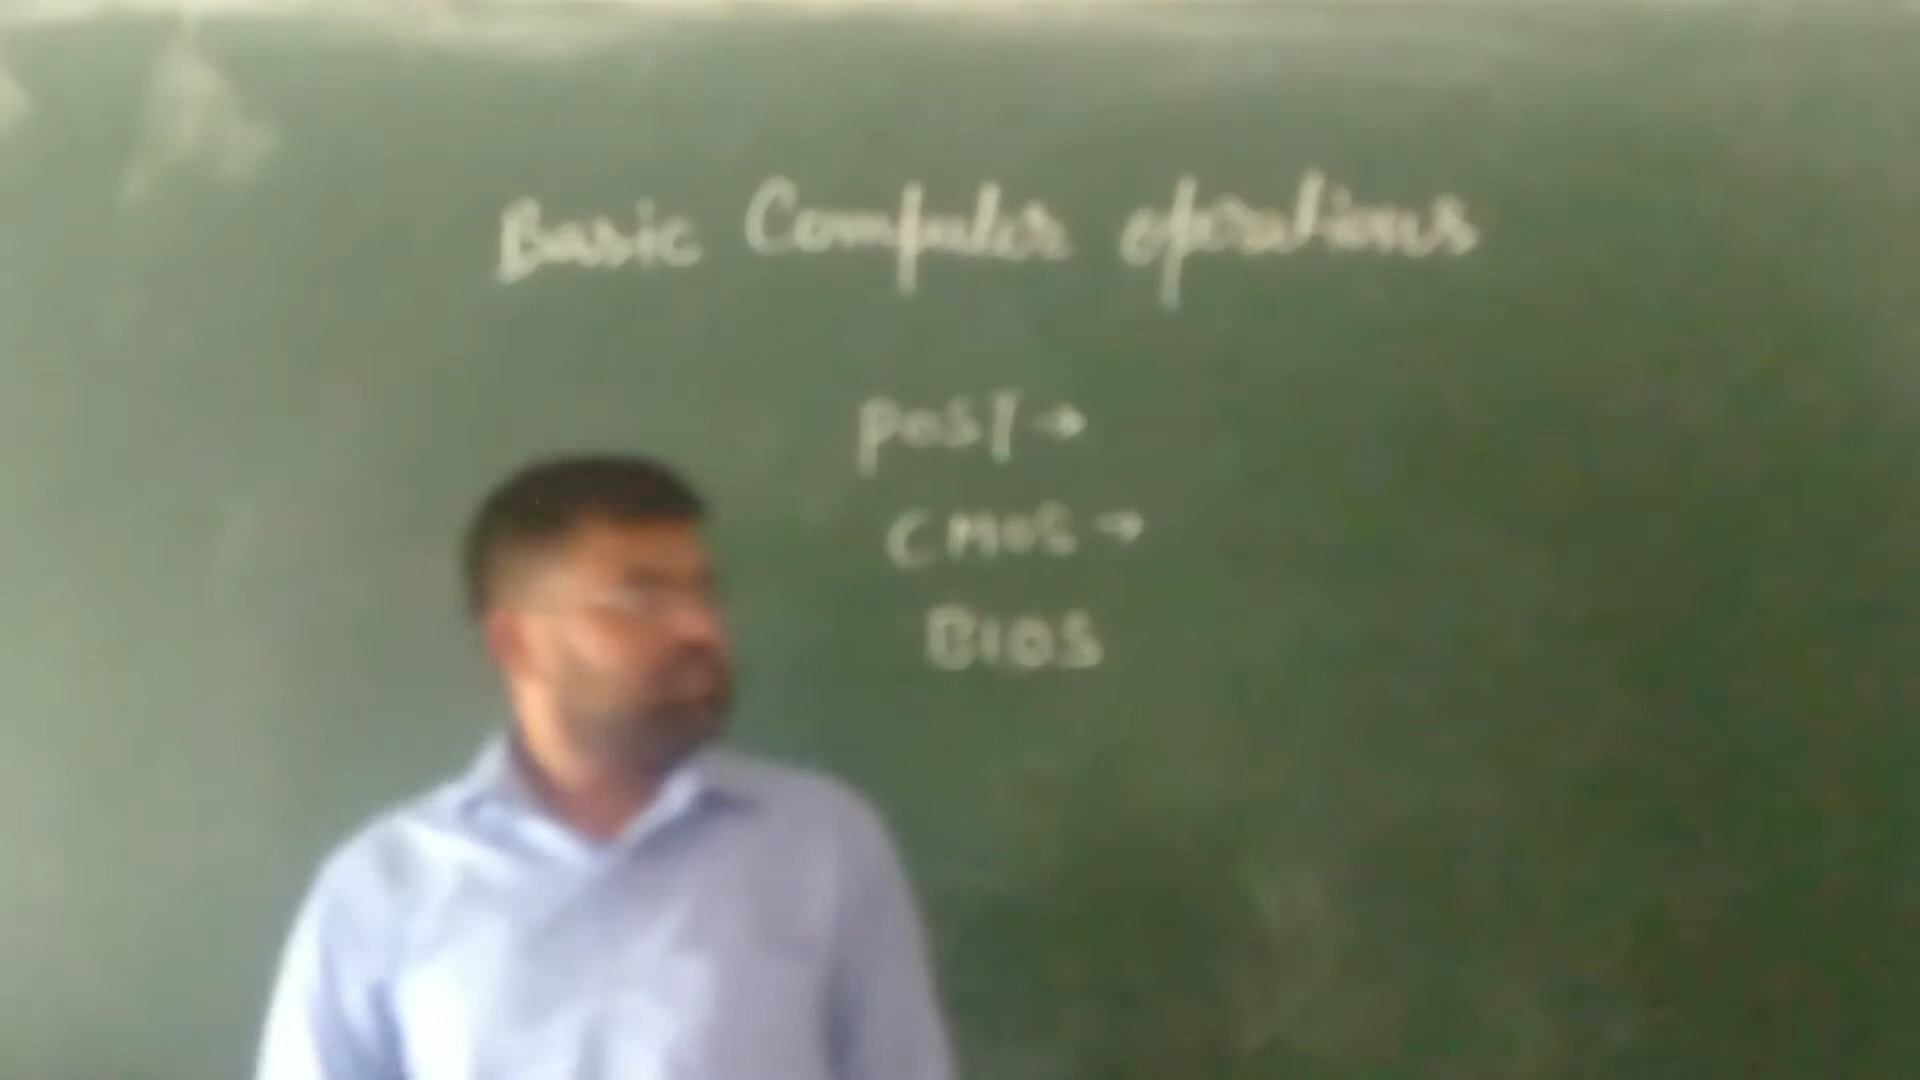 Basic Computer operations
POST →
CMOS →
BIOS